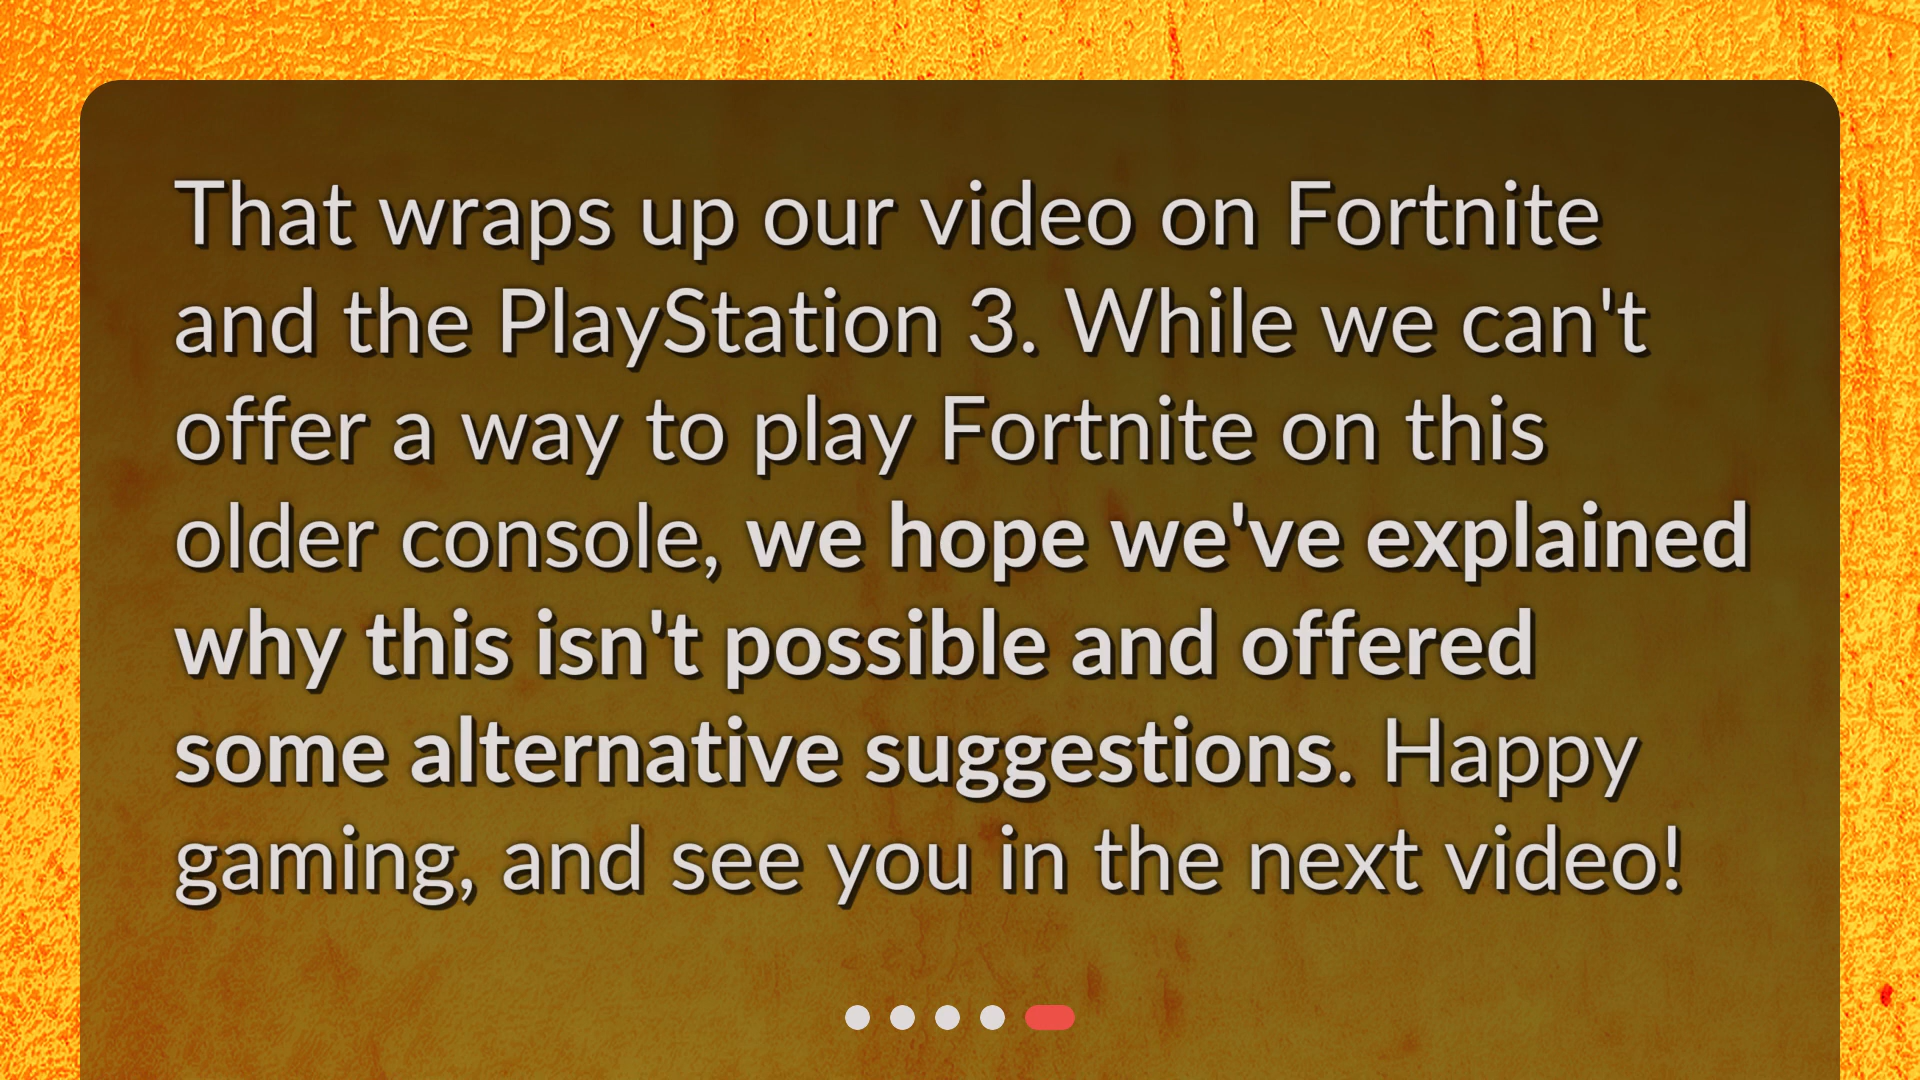 That wraps up our video on Fortnite
and the PlayStation 3. While we can't
offer a way to play Fortnite on this
older console, we hope we've explained
why this isn't possible and offered
some alternative suggestions. Happy
gaming, and see you in the next video!